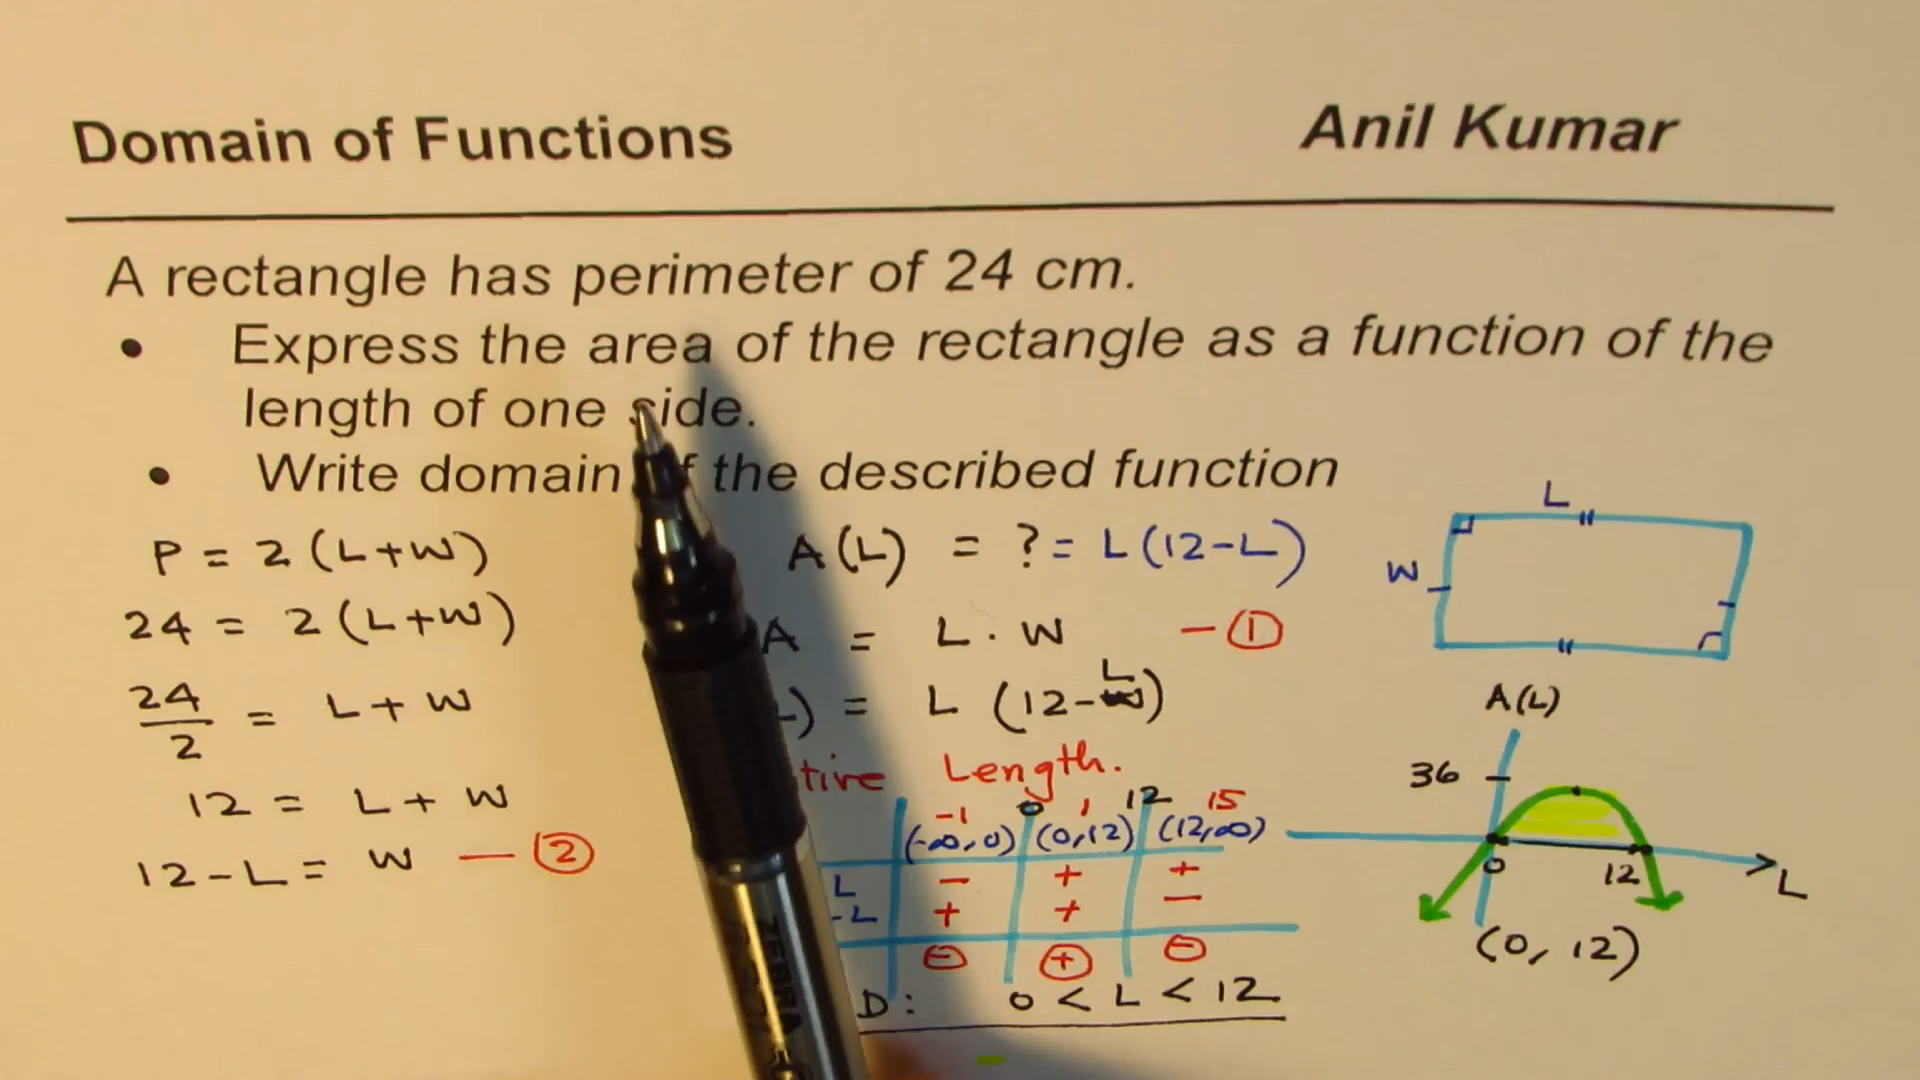 Domain of Functions
Anil Kumar
A rectangle has perimeter of 24 cm.
• Express the area of the rectangle as a function of the
length of one side.
• Write domain the described function
P = 2 (L+W)
24 = 2 (L+W)
24/2 = L + W
12 = L + W
12-L = W — ②
A(L) = ? = L(12-L)
A = L . W — ①
) = L (12-L)
Length.
-1 0 1 12 15
(-∞, 0) (0,12) (12,∞)
L - + +
-L + + -
⊖ ⊕ ⊖
D: 0 < L < 12
L
W
A(L)
36
0 12 L
(0, 12)
ZEBRA